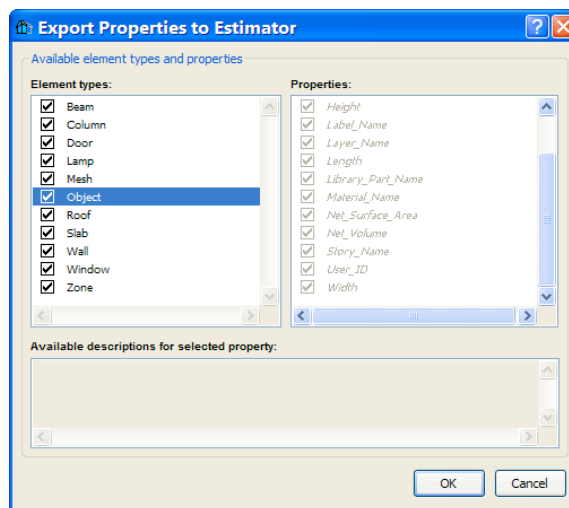 Export Properties to Estimator
Available element types and properties
Element types:
Beam
Column
Door
Lamp
Mesh
Object
Roof
Slab
Wall
Window
Zone
Properties:
Height
Label_Name
Layer_Name
Length
Library_Part_Name
Material_Name
Net_Surface_Area
Net_Volume
Story_Name
User_ID
Width
Available descriptions for selected property:
OK
Cancel